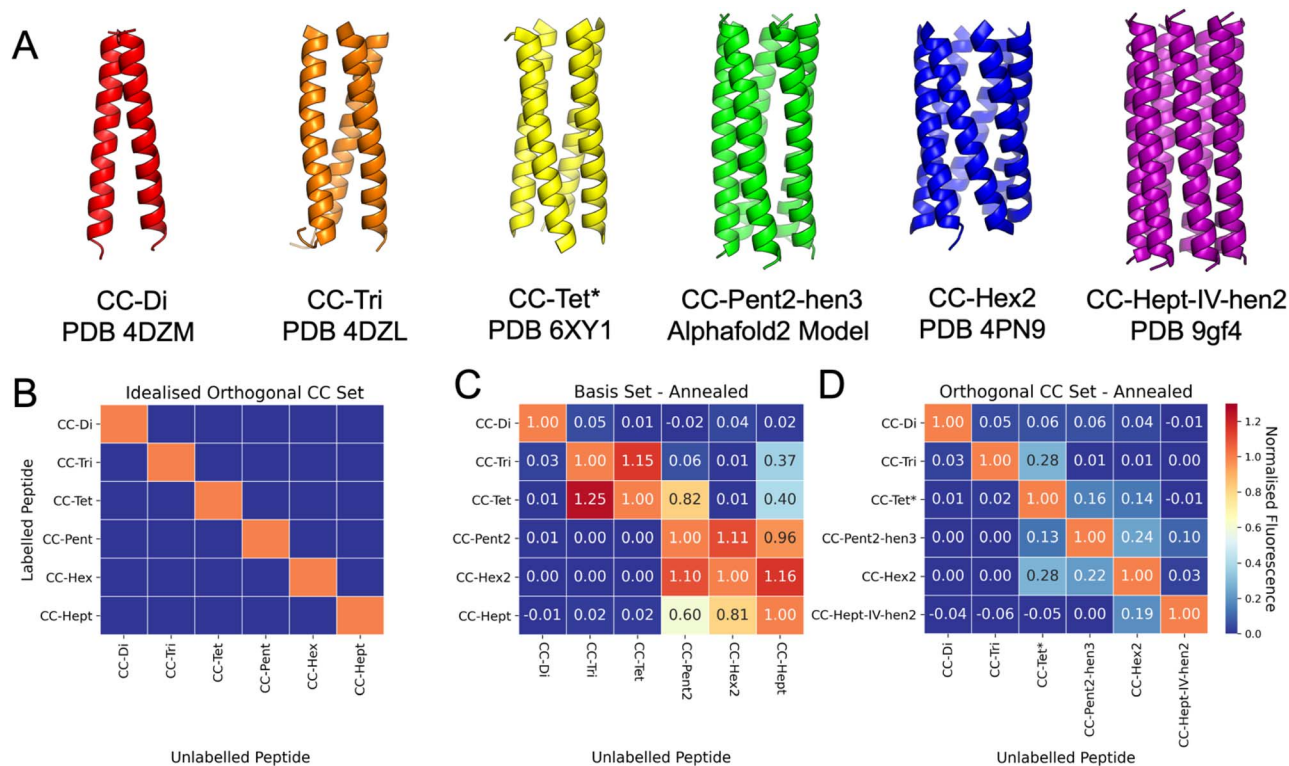 A
CC-Di
PDB 4DZM
CC-Tri
PDB 4DZL
CC-Tet*
PDB 6XY1
CC-Pent2-hen3
Alphafold2 Model
CC-Hex2
PDB 4PN9
CC-Hept-IV-hen2
PDB 9gf4
B
Idealised Orthogonal CC Set
Labelled Peptide
CC-Di
CC-Tri
CC-Tet
CC-Pent
CC-Hex
CC-Hept
CC-Di
CC-Tri
CC-Tet
CC-Pent
CC-Hex
CC-Hept
Unlabelled Peptide
C
Basis Set - Annealed
CC-Di 1.00 0.05 0.01 -0.02 0.04 0.02
CC-Tri 0.03 1.00 1.15 0.06 0.01 0.37
CC-Tet 0.01 1.25 1.00 0.82 0.01 0.40
CC-Pent2 0.01 0.00 0.00 1.00 1.11 0.96
CC-Hex2 0.00 0.00 0.00 1.10 1.00 1.16
CC-Hept -0.01 0.02 0.02 0.60 0.81 1.00
CC-Di
CC-Tri
CC-Tet
CC-Pent2
CC-Hex2
CC-Hept
Unlabelled Peptide
D
Orthogonal CC Set - Annealed
CC-Di 1.00 0.05 0.06 0.06 0.04 -0.01
CC-Tri 0.03 1.00 0.28 0.01 0.01 0.00
CC-Tet* 0.01 0.02 1.00 0.16 0.14 -0.01
CC-Pent2-hen3 0.00 0.00 0.13 1.00 0.24 0.10
CC-Hex2 0.00 0.00 0.28 0.22 1.00 0.03
CC-Hept-IV-hen2 -0.04 -0.06 -0.05 0.00 0.19 1.00
CC-Di
CC-Tri
CC-Tet*
CC-Pent2-hen3
CC-Hex2
CC-Hept-IV-hen2
Unlabelled Peptide
1.2
1.0
0.8
0.6
0.4
0.2
0.0
Normalised Fluorescence